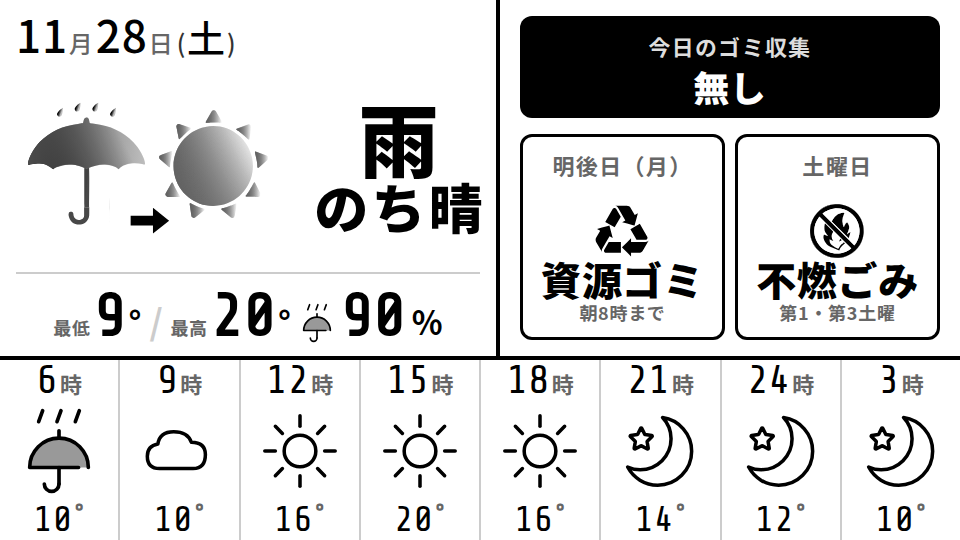 11月28日(土)
雨
のち晴
最低 9° / 最高 20° 90 %
今日のゴミ収集
無し
明後日（月）
資源ゴミ
朝8時まで
土曜日
不燃ごみ
第1・第3土曜
6時 9時 12時 15時 18時 21時 24時 3時
10° 10° 16° 20° 16° 14° 12° 10°